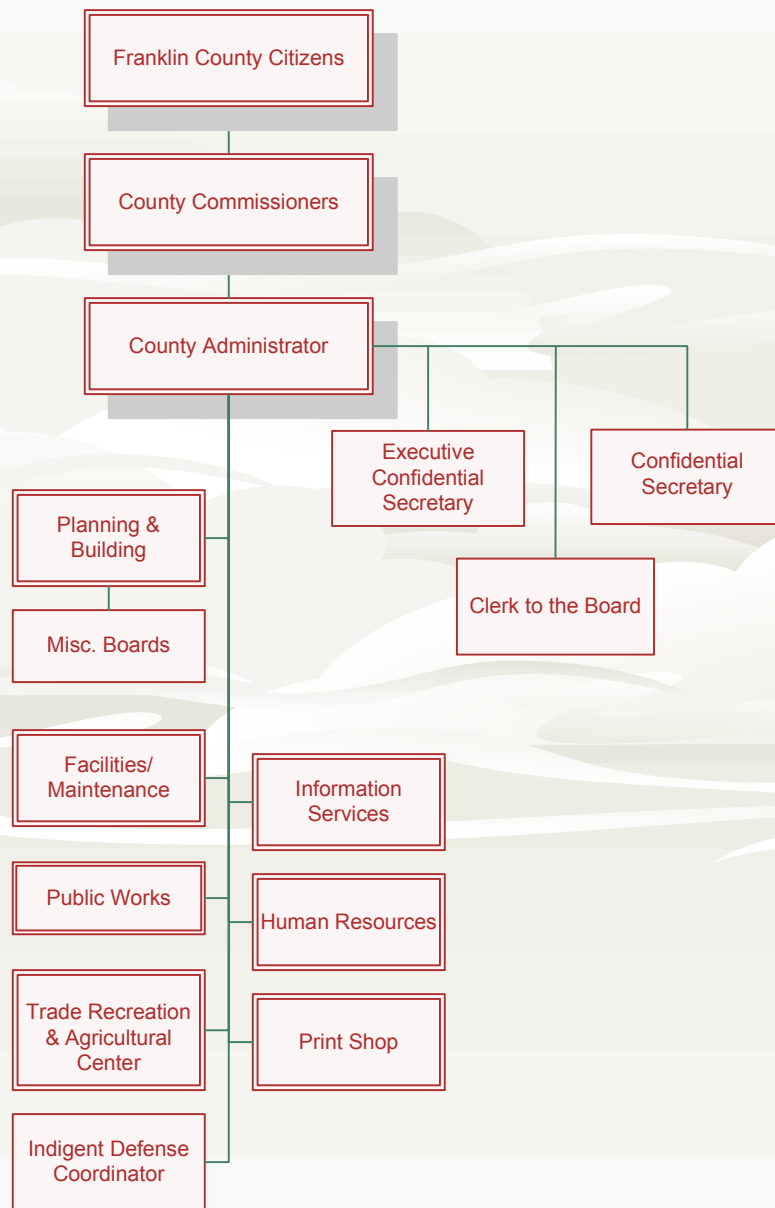 Franklin County Citizens
County Commissioners
County Administrator
Executive
Confidential
Secretary
Confidential
Secretary
Clerk to the Board
Planning &
Building
Misc. Boards
Facilities/
Maintenance
Information
Services
Public Works
Human Resources
Trade Recreation
& Agricultural
Center
Print Shop
Indigent Defense
Coordinator